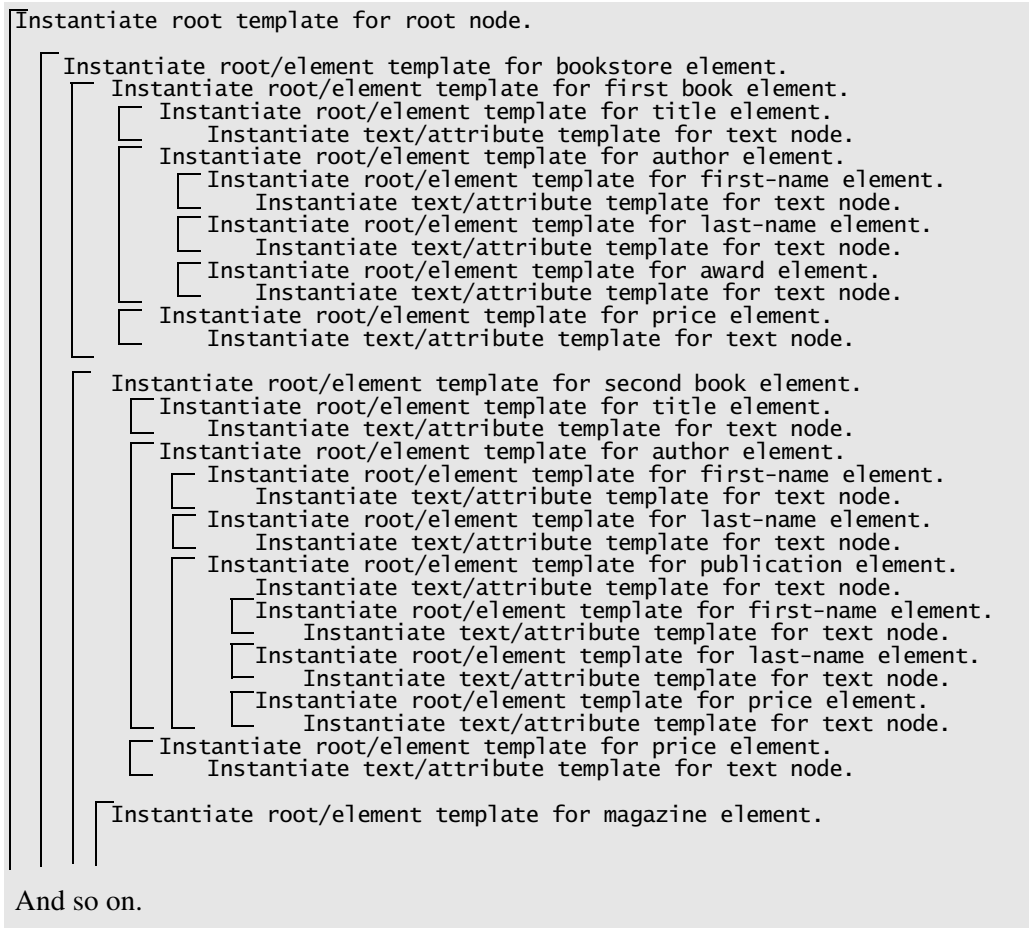 Instantiate root template for root node.
Instantiate root/element template for bookstore element.
Instantiate root/element template for first book element.
Instantiate root/element template for title element.
Instantiate text/attribute template for text node.
Instantiate root/element template for author element.
Instantiate root/element template for first-name element.
Instantiate text/attribute template for text node.
Instantiate root/element template for last-name element.
Instantiate text/attribute template for text node.
Instantiate root/element template for award element.
Instantiate text/attribute template for text node.
Instantiate root/element template for price element.
Instantiate text/attribute template for text node.
Instantiate root/element template for second book element.
Instantiate root/element template for title element.
Instantiate text/attribute template for text node.
Instantiate root/element template for author element.
Instantiate root/element template for first-name element.
Instantiate text/attribute template for text node.
Instantiate root/element template for last-name element.
Instantiate text/attribute template for text node.
Instantiate root/element template for publication element.
Instantiate text/attribute template for text node.
Instantiate root/element template for first-name element.
Instantiate text/attribute template for text node.
Instantiate root/element template for last-name element.
Instantiate text/attribute template for text node.
Instantiate root/element template for price element.
Instantiate text/attribute template for text node.
Instantiate root/element template for price element.
Instantiate text/attribute template for text node.
Instantiate root/element template for magazine element.
And so on.